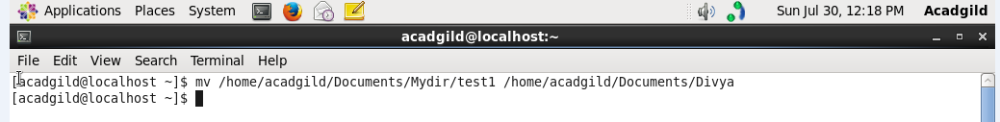 Applications Places System Sun Jul 30, 12:18 PM Acadgild
acadgild@localhost:~
File Edit View Search Terminal Help
[acadgild@localhost ~]$ mv /home/acadgild/Documents/Mydir/test1 /home/acadgild/Documents/Divya
[acadgild@localhost ~]$